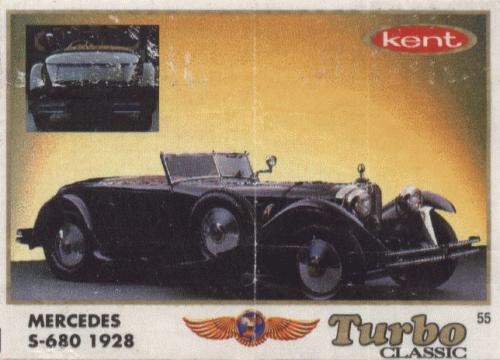 kent
MERCEDES
S-680 1928
55
Turbo
CLASSIC